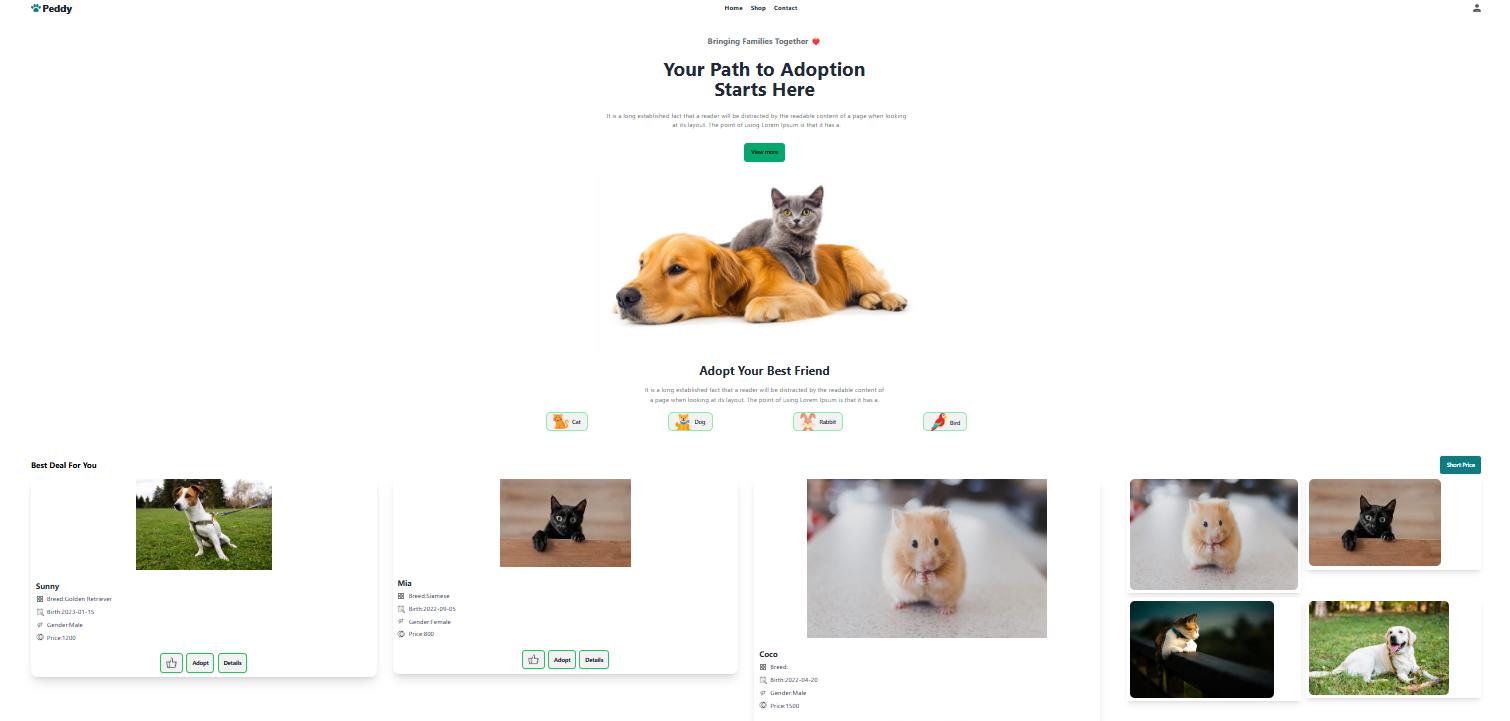 Peddy
Home Shop Contact
Bringing Families Together
Your Path to Adoption
Starts Here
It is a long established fact that a reader will be distracted by the readable content of a page when looking
at its layout. The point of using Lorem Ipsum is that it has a.
View more
Adopt Your Best Friend
It is a long established fact that a reader will be distracted by the readable content of
a page when looking at its layout. The point of using Lorem Ipsum is that it has a.
Cat
Dog
Rabbit
Bird
Best Deal For You
Short Price
Sunny
Breed:Golden Retriever
Birth:2023-01-15
Gender:Male
Price:1200
Adopt
Details
Mia
Breed:Siamese
Birth:2022-09-05
Gender:Female
Price:800
Adopt
Details
Coco
Breed:
Birth:2022-04-20
Gender:Male
Price:1500